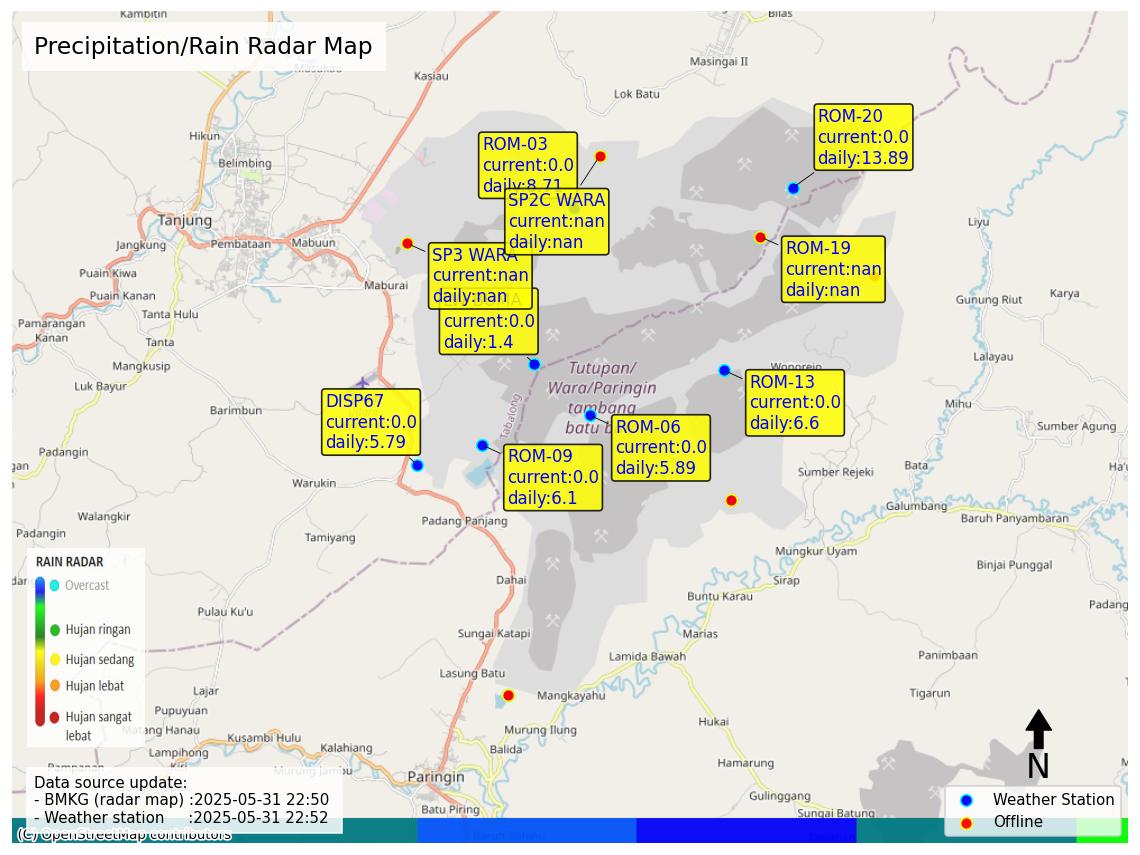 Kambitin
Bilas
Precipitation/Rain Radar Map
Masukau
Kasiau
Masingai II
Lok Batu
Hikun
Belimbing
ROM-20
current:0.0
daily:13.89
ROM-03
current:0.0
daily:8.71
SP2C WARA
current:nan
daily:nan
Tanjung
Jangkung
Pembataan
Mabuun
Liyu
ROM-19
current:nan
daily:nan
SP3 WARA
current:nan
daily:nan
current:0.0
daily:1.4
Puain Kiwa
Puain Kanan
Maburai
Gunung Riut
Karya
Tanta Hulu
Pamarangan
Kanan
Tanta
Mangkusip
Luk Bayur
Lalayau
Wonorejo
Tutupan/
Wara/Paringin
tambang
batu b
Tabalong
ROM-13
current:0.0
daily:6.6
DISP67
current:0.0
daily:5.79
ROM-06
current:0.0
daily:5.89
ROM-09
current:0.0
daily:6.1
Barimbun
Mihu
Sumber Agung
Bata
Sumber Rejeki
gan
Padangin
Warukin
Galumbang
Baruh Panyambaran
Walangkir
Padangin
Padang Panjang
Tamiyang
Mungkur Uyam
Binjai Punggal
RAIN RADAR
Overcast
Hujan ringan
Hujan sedang
Hujan lebat
Hujan sangat
lebat
Dahai
Sirap
Buntu Karau
Padang
Pulau Ku'u
Sungai Katapi
Marias
Lamida Bawah
Panimbaan
Lasung Batu
Lajar
Mangkayahu
Tigarun
Pupuyuan
Matang Hanau
Hukai
Murung Ilung
Kusambi Hulu
Lampihong
Kiri
Kalahiang
Balida
Hamarung
Pampanan
Murung Jambu
Paringin
N
Data source update:
- BMKG (radar map) :2025-05-31 22:50
- Weather station :2025-05-31 22:52
Batu Piring
Gulinggang
Sungai Batung
Weather Station
Offline
(C) OpenStreetMap contributors
Baruh Bahinu